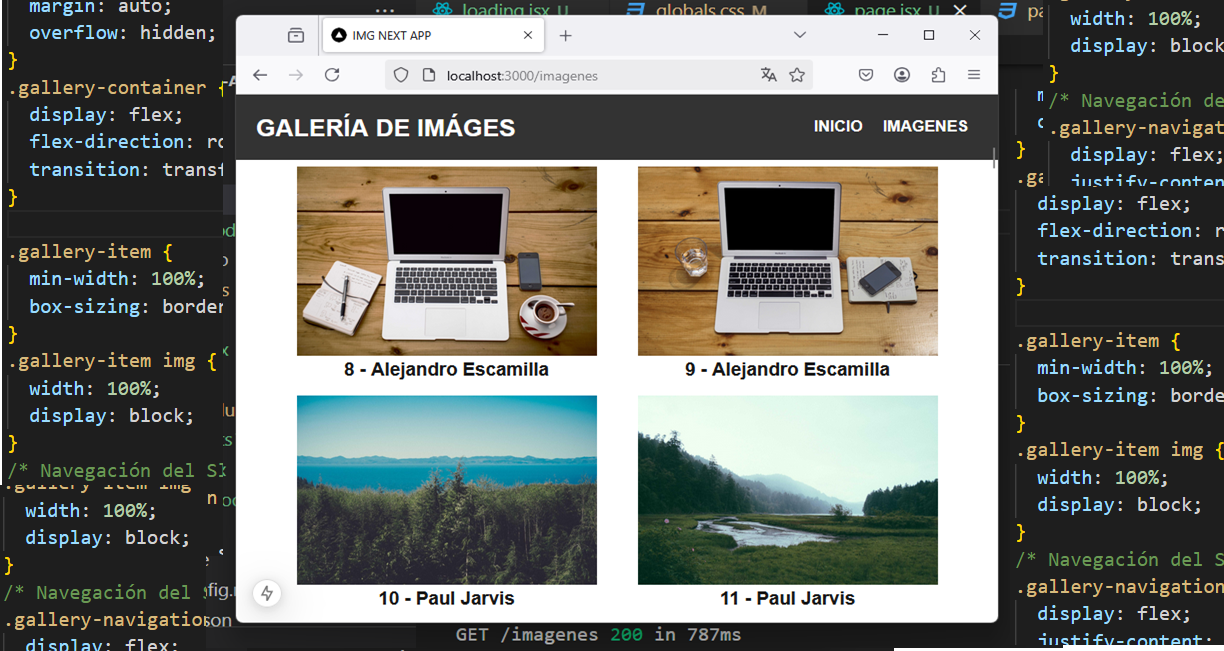 margin: auto;
overflow: hidden;
}
.gallery-container {
display: flex;
flex-direction: ro
transition: transf
}
.gallery-item {
min-width: 100%;
box-sizing: border
}
.gallery-item img {
width: 100%;
display: block;
}
/* Navegación del Sl
.gallery-item img
width: 100%;
display: block;
}
/* Navegación del
.gallery-navigation
display: flex;
loading.jsx U
globals.css M
page.jsx U
IMG NEXT APP
localhost:3000/imagenes
GALERÍA DE IMÁGES
INICIO
IMAGENES
8 - Alejandro Escamilla
9 - Alejandro Escamilla
10 - Paul Jarvis
11 - Paul Jarvis
GET /imagenes 200 in 787ms
width: 100%;
display: block
}
/* Navegación de
.gallery-navigat
display: flex;
justify-conten
}
.ga
display: flex;
flex-direction: r
transition: trans
}
.gallery-item {
min-width: 100%;
box-sizing: borde
}
.gallery-item img {
width: 100%;
display: block;
}
/* Navegación del S
.gallery-navigation
display: flex;
justify-content: